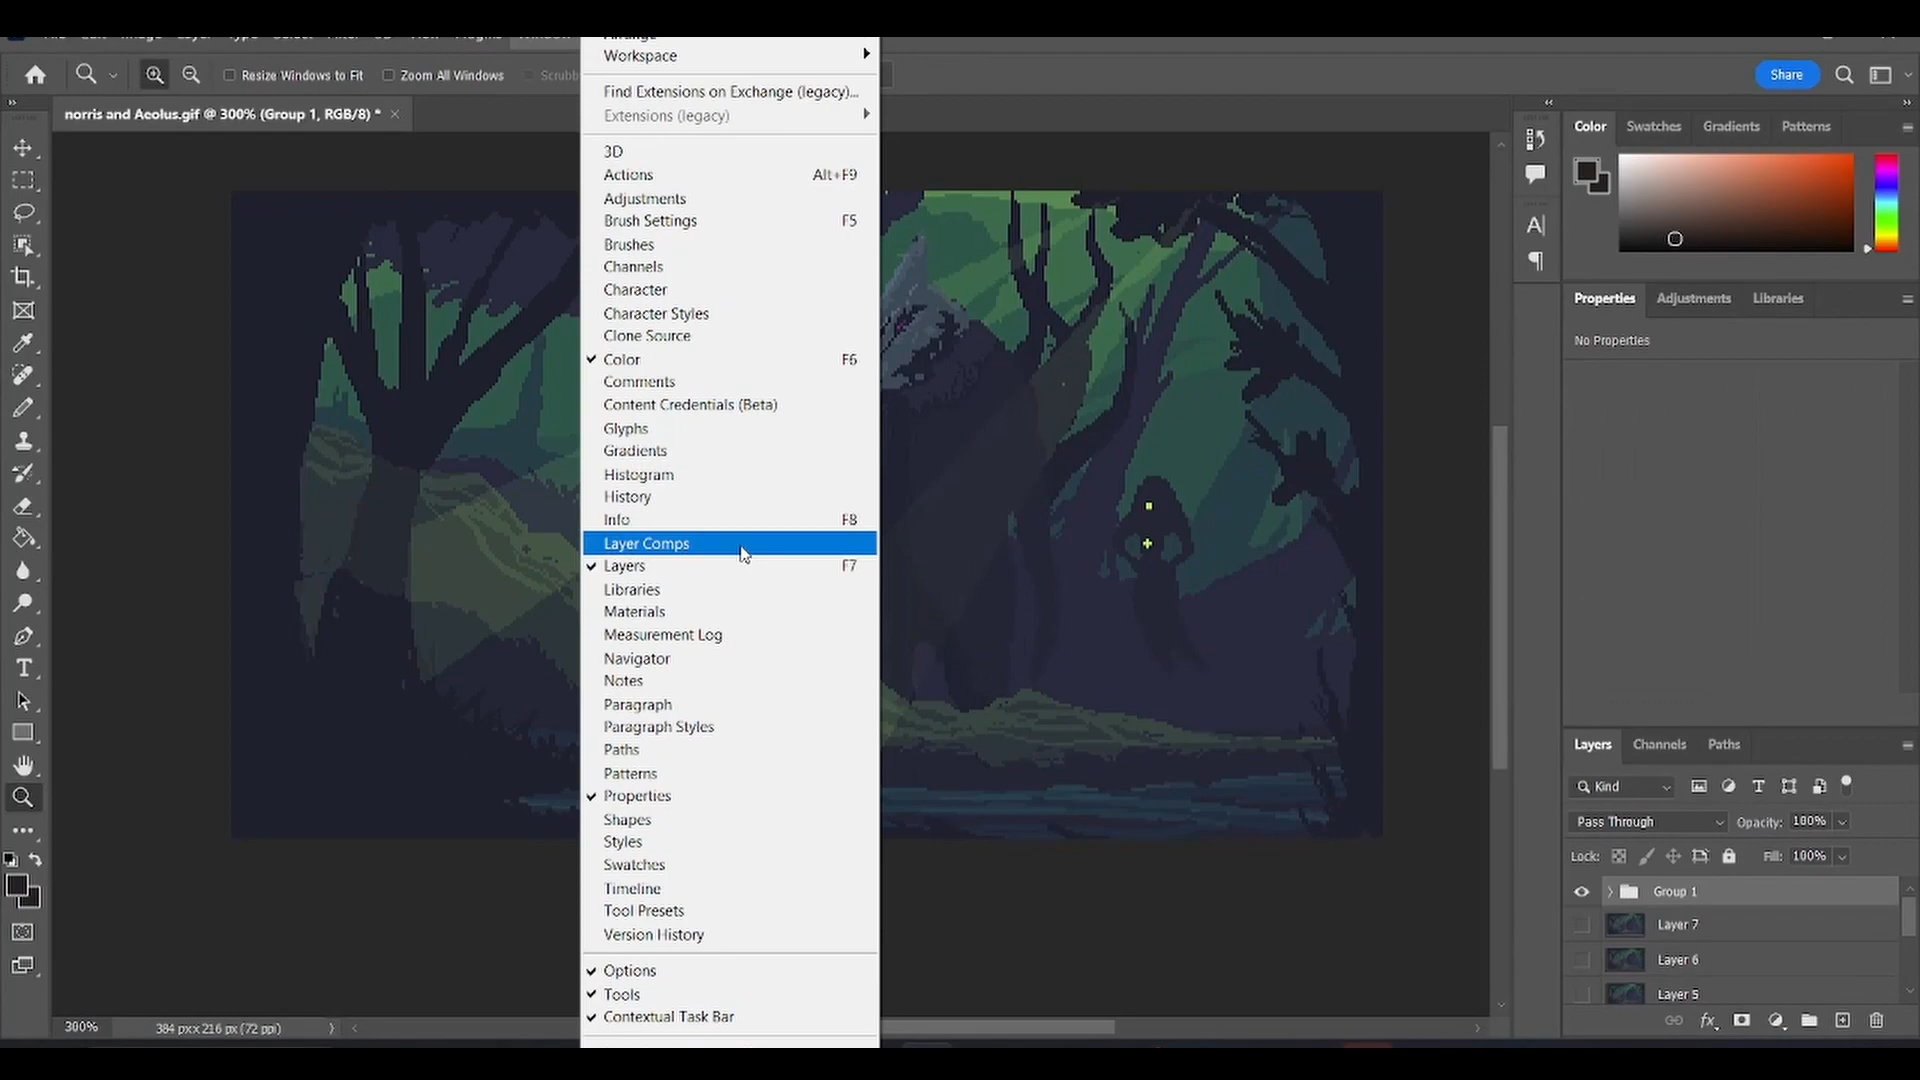 Workspace
Resize Windows to Fit
Zoom All Windows
Share
Find Extensions on Exchange (legacy)...
Extensions (legacy)
norris and Aeolus.gif @ 300% (Group 1, RGB/8) *
3D
Actions Alt+F9
Adjustments
Brush Settings F5
Brushes
Channels
Character
Character Styles
Clone Source
Color F6
Comments
Content Credentials (Beta)
Glyphs
Gradients
Histogram
History
Info F8
Layer Comps
Layers F7
Libraries
Materials
Measurement Log
Navigator
Notes
Paragraph
Paragraph Styles
Paths
Patterns
Properties
Shapes
Styles
Swatches
Timeline
Tool Presets
Version History
Options
Tools
Contextual Task Bar
300% 384 px x 216 px (72 ppi)
Color Swatches Gradients Patterns
Properties Adjustments Libraries
No Properties
Layers Channels Paths
Kind
Pass Through Opacity: 100%
Lock: Fill: 100%
Group 1
Layer 7
Layer 6
Layer 5
fx